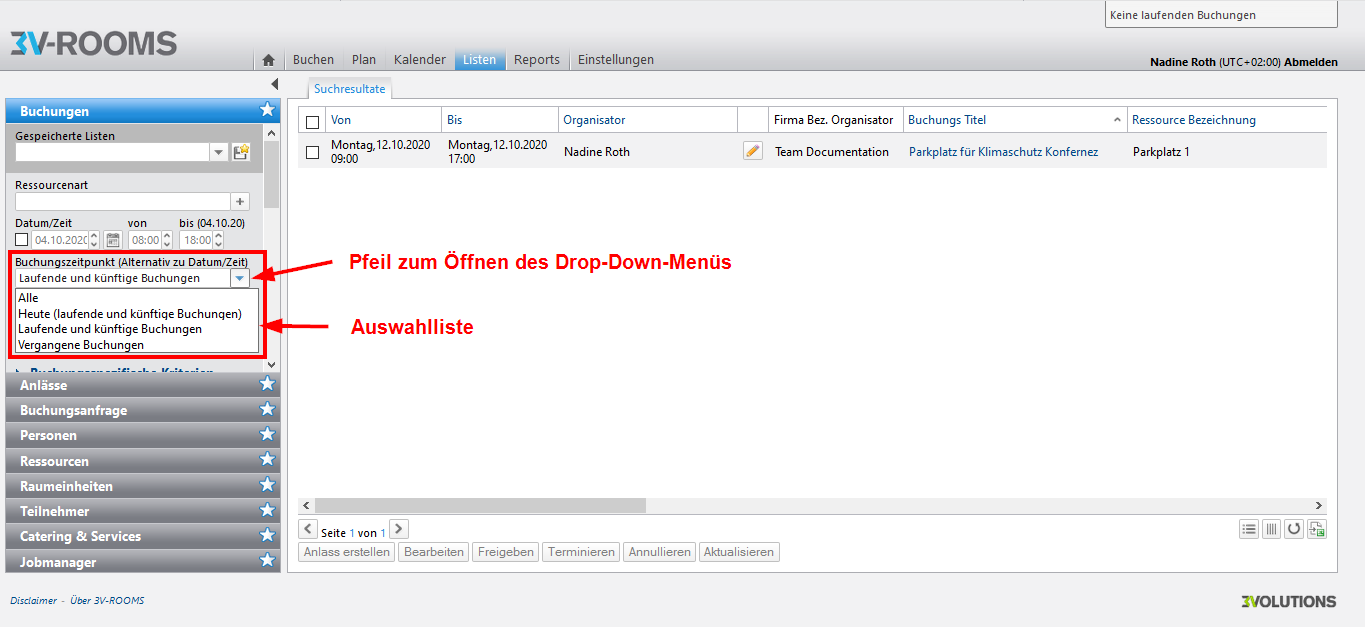 Keine laufenden Buchungen
3V-ROOMS
Buchen Plan Kalender Listen Reports Einstellungen
Nadine Roth (UTC+02:00) Abmelden
Buchungen
Gespeicherte Listen
Ressourcenart
Datum/Zeit von bis (04.10.20)
04.10.2020 08:00 18:00
Buchungszeitpunkt (Alternativ zu Datum/Zeit)
Laufende und künftige Buchungen
Alle
Heute (laufende und künftige Buchungen)
Laufende und künftige Buchungen
Vergangene Buchungen
Buchungsspezifische Kriterien
Anlässe
Buchungsanfrage
Personen
Ressourcen
Raumeinheiten
Teilnehmer
Catering & Services
Jobmanager
Pfeil zum Öffnen des Drop-Down-Menüs
Auswahlliste
Suchresultate
Von Bis Organisator Firma Bez. Organisator Buchungs Titel Ressource Bezeichnung
Montag,12.10.2020 Montag,12.10.2020
09:00 17:00 Nadine Roth Team Documentation Parkplatz für Klimaschutz Konfernez Parkplatz 1
Seite 1 von 1
Anlass erstellen Bearbeiten Freigeben Terminieren Annullieren Aktualisieren
Disclaimer - Über 3V-ROOMS
3VOLUTIONS